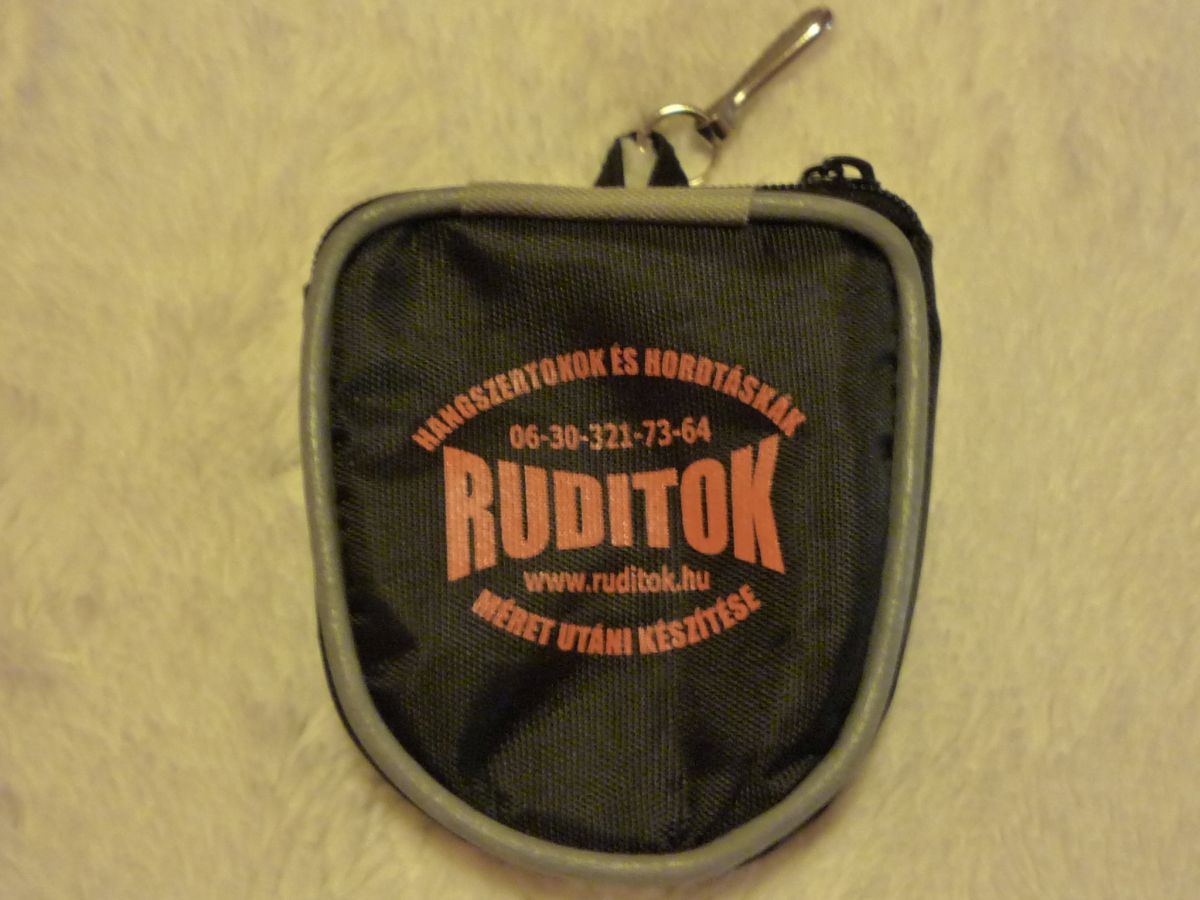 HANGSZERTOKOK ÉS HORDTÁSKÁK
06-30-321-73-64
RUDITOK
www.ruditok.hu
MÉRET UTÁNI KÉSZÍTÉSE